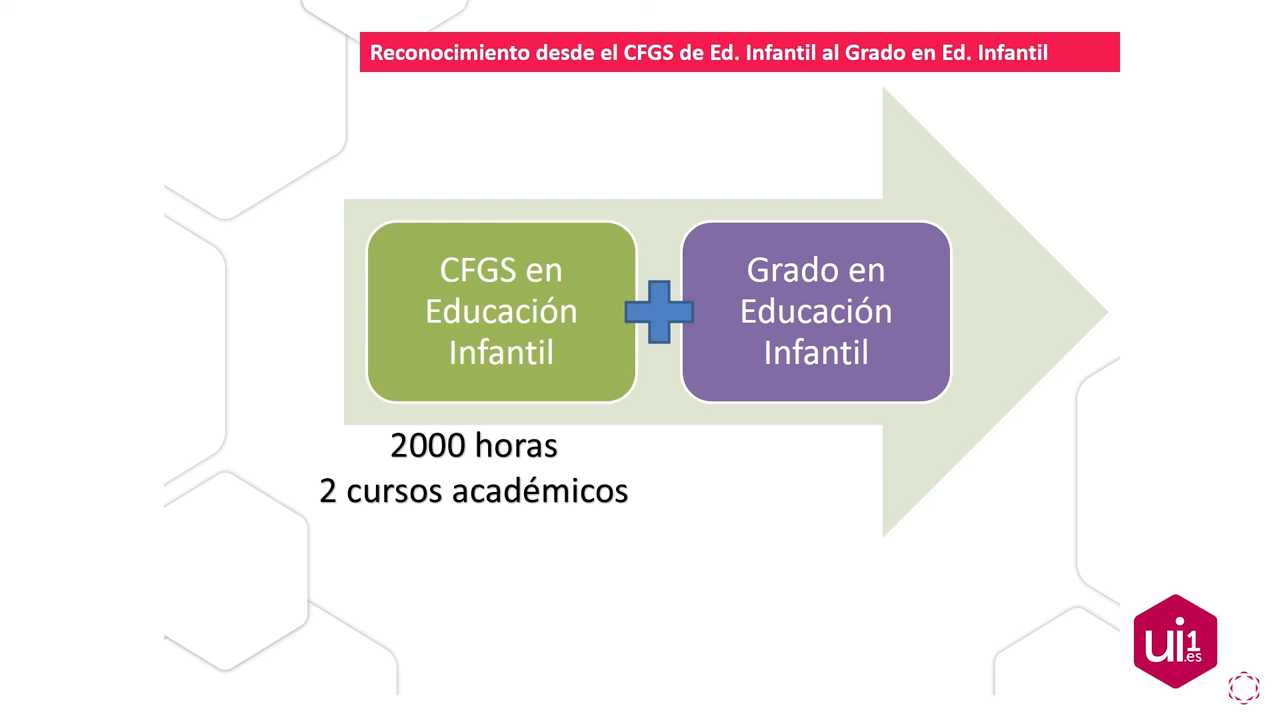 Reconocimiento desde el CFGS de Ed. Infantil al Grado en Ed. Infantil
CFGS en
Educación
Infantil
Grado en
Educación
Infantil
2000 horas
2 cursos académicos
ui1
.es